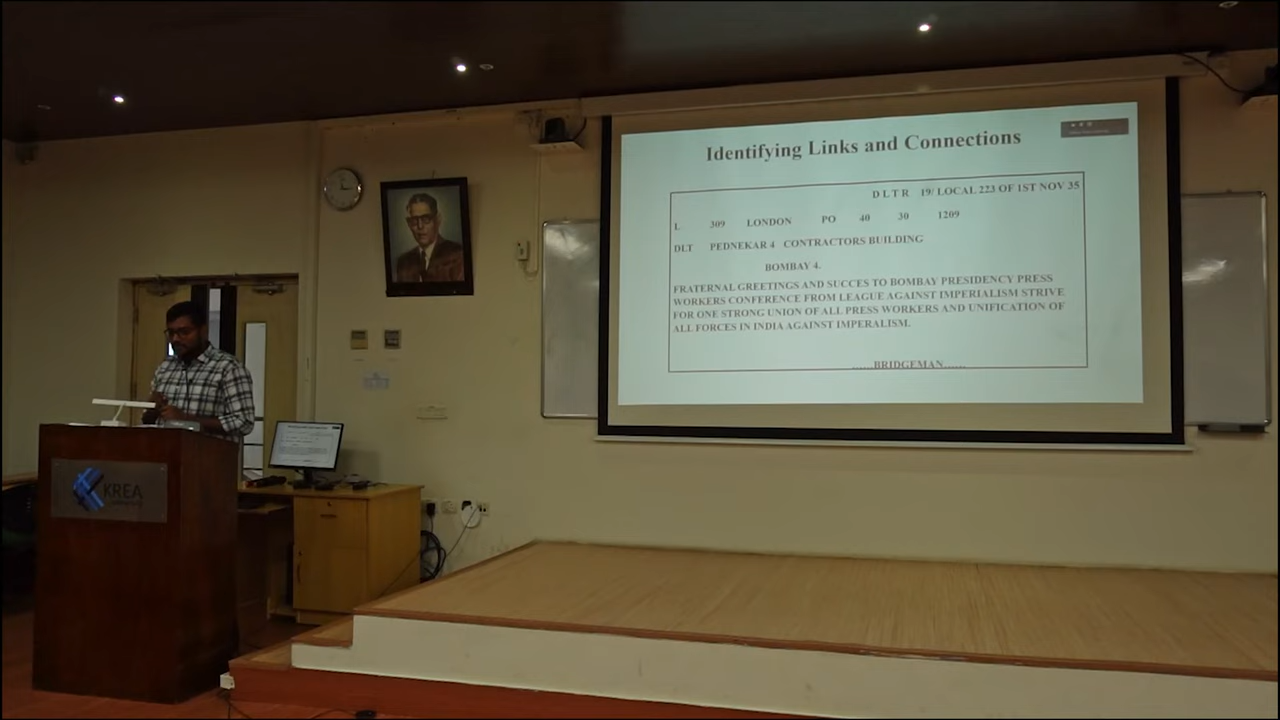 Identifying Links and Connections
D L T R 19/ LOCAL 223 OF 1ST NOV 35
L 309 LONDON PO 40 30 1209
DLT PEDNEKAR 4 CONTRACTORS BUILDING
BOMBAY 4.
FRATERNAL GREETINGS AND SUCCES TO BOMBAY PRESIDENCY PRESS
WORKERS CONFERENCE FROM LEAGUE AGAINST IMPERIALISM STRIVE
FOR ONE STRONG UNION OF ALL PRESS WORKERS AND UNIFICATION OF
ALL FORCES IN INDIA AGAINST IMPERALISM.
......BRIDGEMAN......
KREA